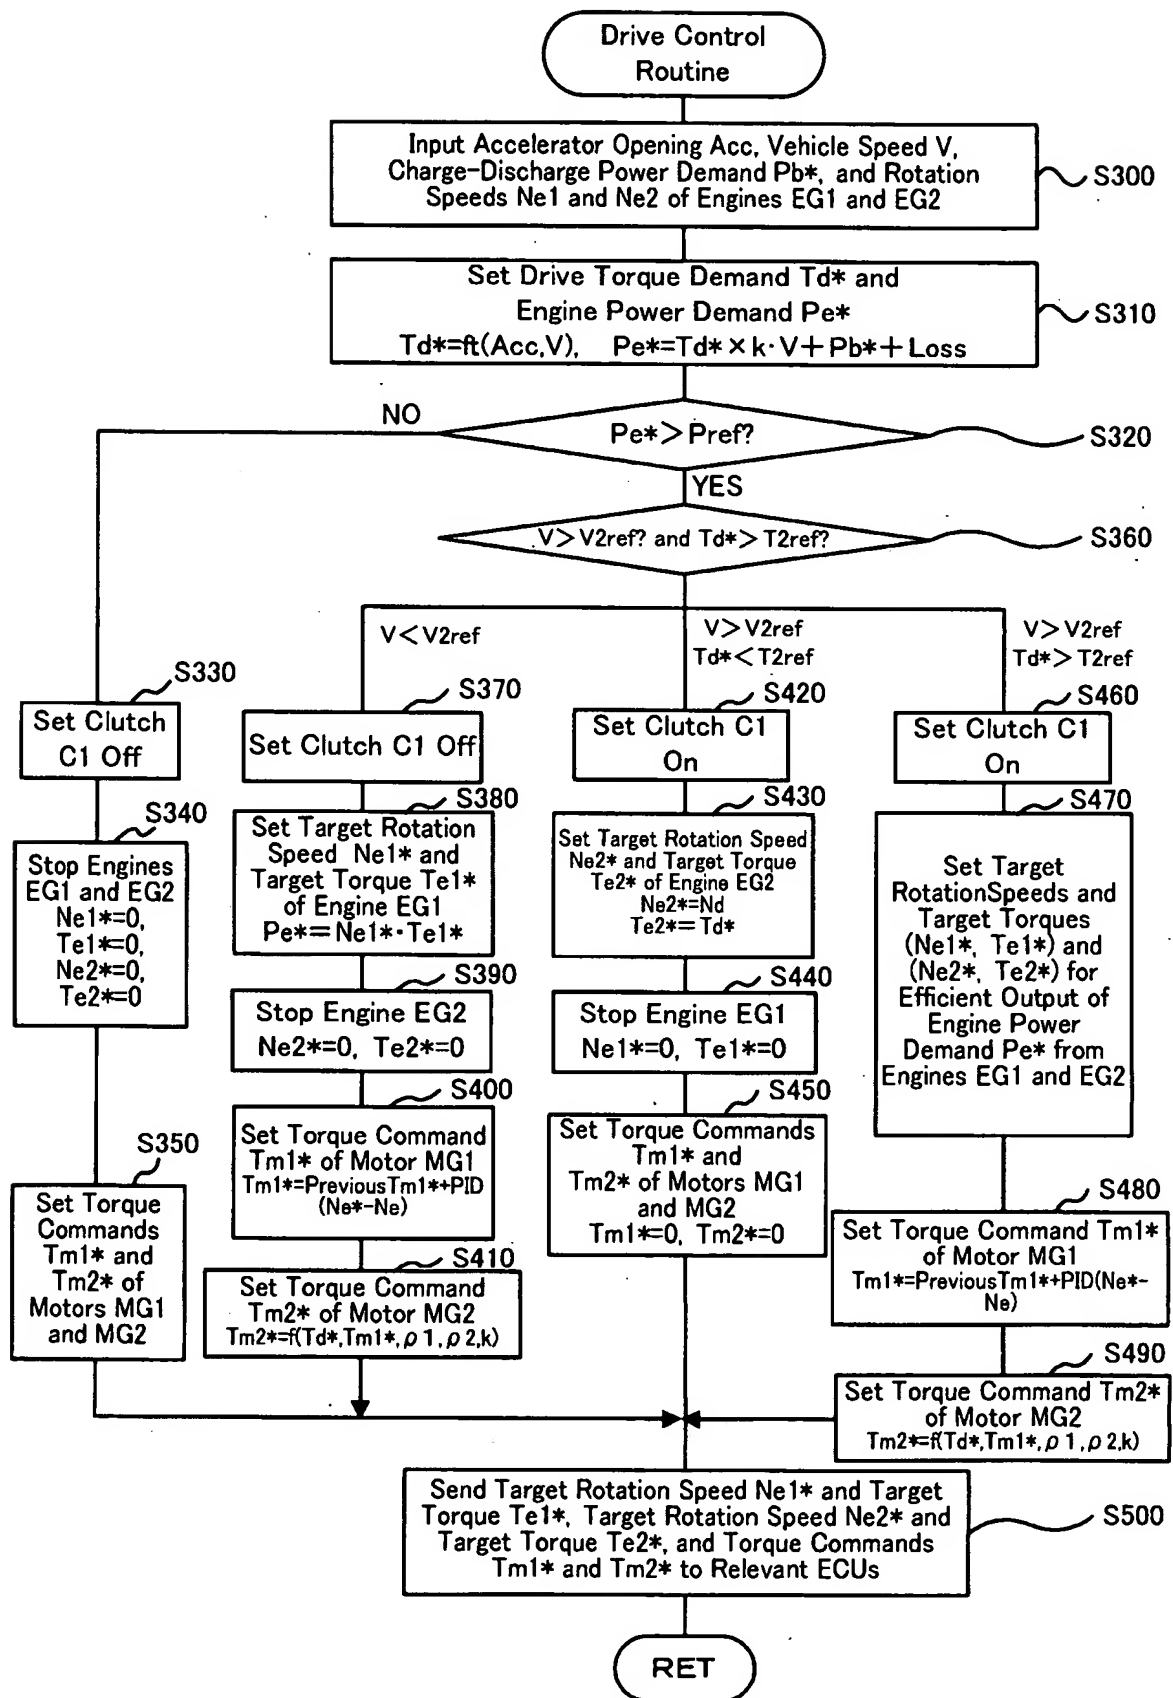 Drive Control
Routine
Input Accelerator Opening Acc, Vehicle Speed V,
Charge-Discharge Power Demand Pb*, and Rotation
Speeds Ne1 and Ne2 of Engines EG1 and EG2
S300
Set Drive Torque Demand Td* and
Engine Power Demand Pe*
Td*=ft(Acc,V), Pe*=Td* × k·V+Pb*+Loss
S310
NO
Pe*>Pref?
S320
YES
V>V2ref? and Td*>T2ref?
S360
V<V2ref
V>V2ref
Td*<T2ref
V>V2ref
Td*>T2ref
S330
Set Clutch
C1 Off
S340
Stop Engines
EG1 and EG2
Ne1*=0,
Te1*=0,
Ne2*=0,
Te2*=0
S350
Set Torque
Commands
Tm1* and
Tm2* of
Motors MG1
and MG2
S370
Set Clutch C1 Off
S380
Set Target Rotation
Speed Ne1* and
Target Torque Te1*
of Engine EG1
Pe*=Ne1*·Te1*
S390
Stop Engine EG2
Ne2*=0, Te2*=0
S400
Set Torque Command
Tm1* of Motor MG1
Tm1*=PreviousTm1*+PID
(Ne*-Ne)
S410
Set Torque Command
Tm2* of Motor MG2
Tm2*=f(Td*,Tm1*,ρ1,ρ2,k)
S420
Set Clutch C1
On
S430
Set Target Rotation Speed
Ne2* and Target Torque
Te2* of Engine EG2
Ne2*=Nd
Te2*=Td*
S440
Stop Engine EG1
Ne1*=0, Te1*=0
S450
Set Torque Commands
Tm1* and
Tm2* of Motors MG1
and MG2
Tm1*=0, Tm2*=0
S460
Set Clutch C1
On
S470
Set Target
RotationSpeeds and
Target Torques
(Ne1*, Te1*) and
(Ne2*, Te2*) for
Efficient Output of
Engine Power
Demand Pe* from
Engines EG1 and EG2
S480
Set Torque Command Tm1*
of Motor MG1
Tm1*=PreviousTm1*+PID(Ne*-
Ne)
S490
Set Torque Command Tm2*
of Motor MG2
Tm2*=f(Td*,Tm1*,ρ1,ρ2,k)
Send Target Rotation Speed Ne1* and Target
Torque Te1*, Target Rotation Speed Ne2* and
Target Torque Te2*, and Torque Commands
Tm1* and Tm2* to Relevant ECUs
S500
RET